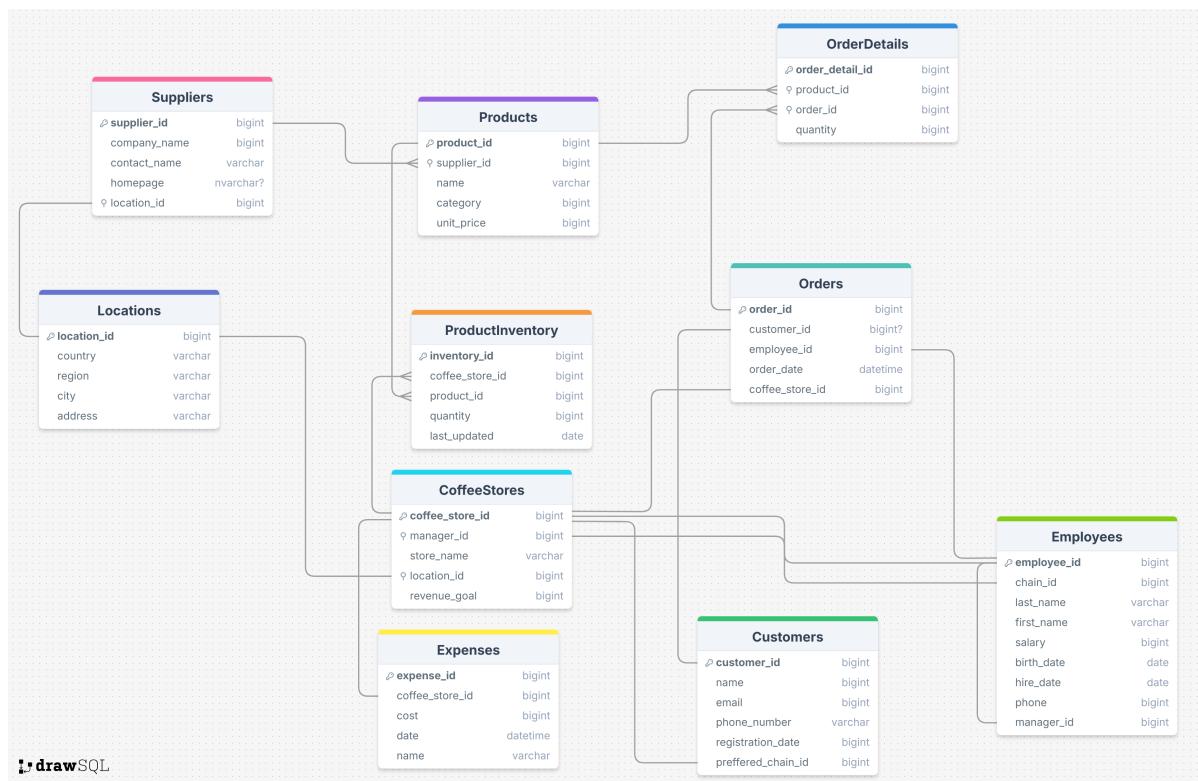 OrderDetails
order_detail_id bigint
product_id bigint
order_id bigint
quantity bigint
Suppliers
supplier_id bigint
company_name bigint
contact_name varchar
homepage nvarchar?
location_id bigint
Products
product_id bigint
supplier_id bigint
name varchar
category bigint
unit_price bigint
Locations
location_id bigint
country varchar
region varchar
city varchar
address varchar
ProductInventory
inventory_id bigint
coffee_store_id bigint
product_id bigint
quantity bigint
last_updated date
Orders
order_id bigint
customer_id bigint?
employee_id bigint
order_date datetime
coffee_store_id bigint
CoffeeStores
coffee_store_id bigint
manager_id bigint
store_name varchar
location_id bigint
revenue_goal bigint
Employees
employee_id bigint
chain_id bigint
last_name varchar
first_name varchar
salary bigint
birth_date date
hire_date date
phone bigint
manager_id bigint
Expenses
expense_id bigint
coffee_store_id bigint
cost bigint
date datetime
name varchar
Customers
customer_id bigint
name bigint
email bigint
phone_number varchar
registration_date bigint
preffered_chain_id bigint
drawSQL